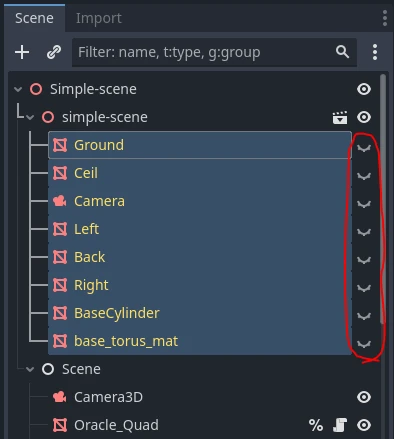 Scene Import
Filter: name, t:type, g:group
Simple-scene
simple-scene
Ground
Ceil
Camera
Left
Back
Right
BaseCylinder
base_torus_mat
Scene
Camera3D
Oracle_Quad %